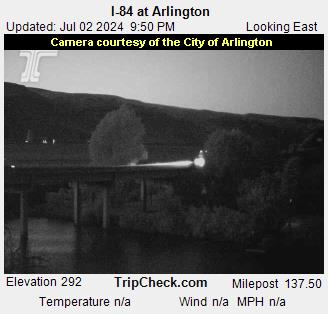 I-84 at Arlington
Updated: Jul 02 2024 9:50 PM Looking East
Camera courtesy of the City of Arlington
Elevation 292 TripCheck.com Milepost 137.50
Temperature n/a Wind n/a MPH n/a